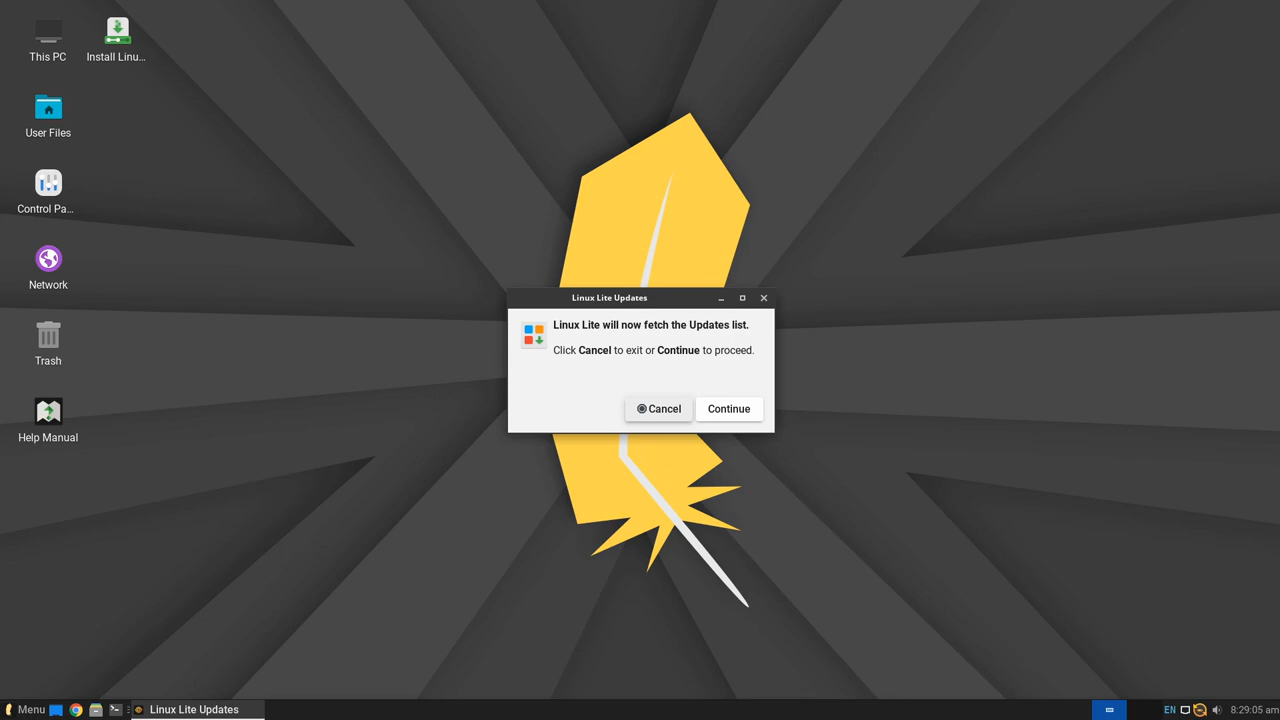 This PC
Install Linu...
User Files
Control Pa...
Network
Trash
Help Manual
Linux Lite Updates
Linux Lite will now fetch the Updates list.
Click Cancel to exit or Continue to proceed.
Cancel
Continue
Menu
Linux Lite Updates
EN
8:29:05 am